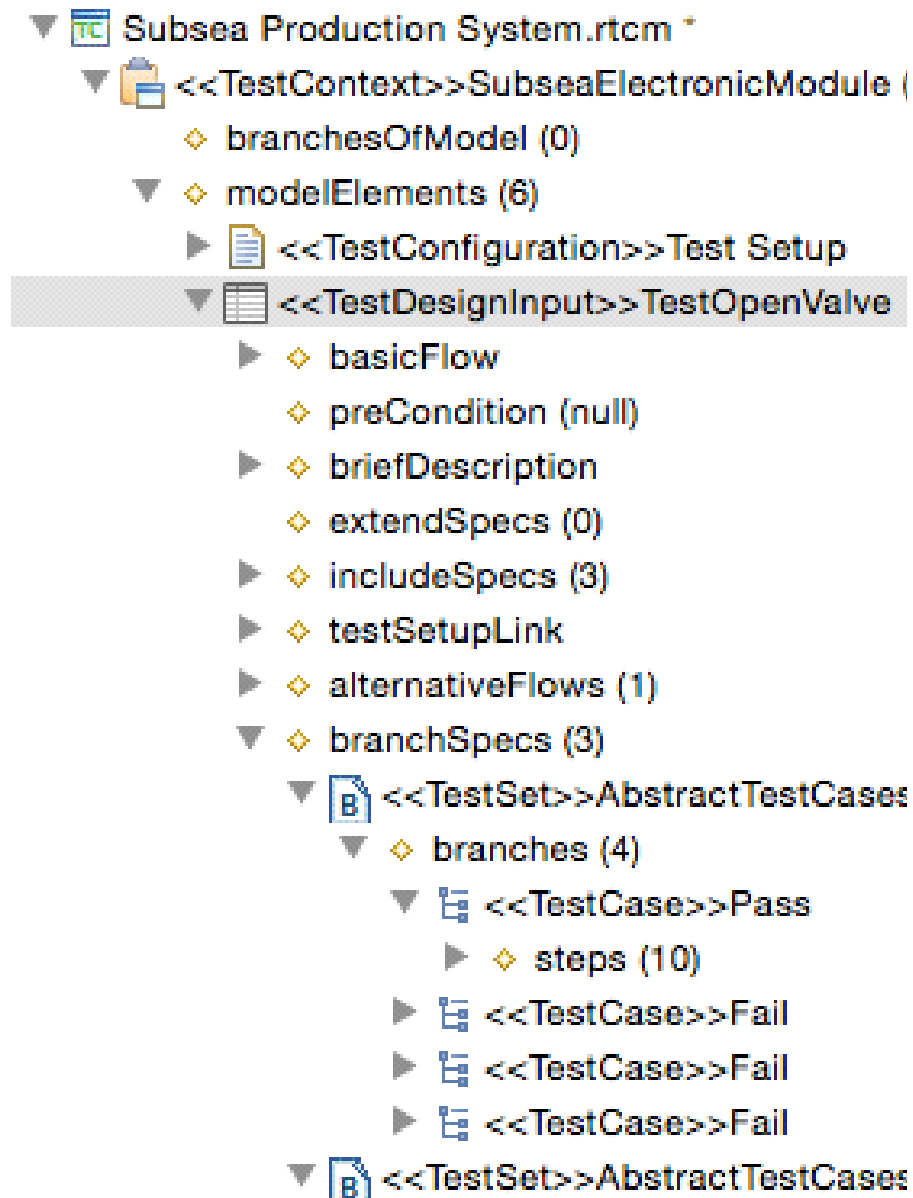 TC Subsea Production System.rtcm *
<<TestContext>>SubseaElectronicModule (
branchesOfModel (0)
modelElements (6)
<<TestConfiguration>>Test Setup
<<TestDesignInput>>TestOpenValve
basicFlow
preCondition (null)
briefDescription
extendSpecs (0)
includeSpecs (3)
testSetupLink
alternativeFlows (1)
branchSpecs (3)
B <<TestSet>>AbstractTestCases
branches (4)
<<TestCase>>Pass
steps (10)
<<TestCase>>Fail
<<TestCase>>Fail
<<TestCase>>Fail
B <<TestSet>>AbstractTestCases